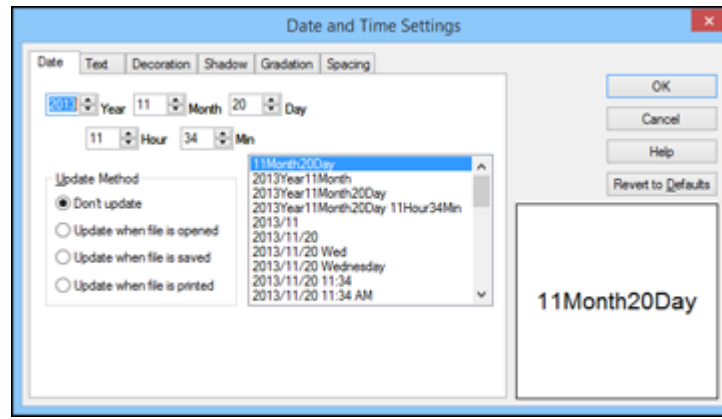 Date and Time Settings
Date Text Decoration Shadow Gradation Spacing
2013 Year 11 Month 20 Day
11 Hour 34 Min
Update Method
Don't update
Update when file is opened
Update when file is saved
Update when file is printed
11Month20Day
2013Year11Month
2013Year11Month20Day
2013Year11Month20Day 11Hour34Min
2013/11
2013/11/20
2013/11/20 Wed
2013/11/20 Wednesday
2013/11/20 11:34
2013/11/20 11:34 AM
OK
Cancel
Help
Revert to Defaults
11Month20Day